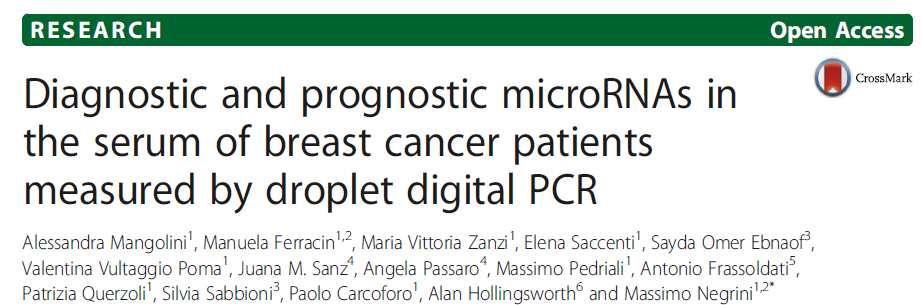 RESEARCH Open Access
Diagnostic and prognostic microRNAs in
CrossMark
the serum of breast cancer patients
measured by droplet digital PCR
Alessandra Mangolini1, Manuela Ferracin1,2, Maria Vittoria Zanzi1, Elena Saccenti1, Sayda Omer Ebnaof3,
Valentina Vultaggio Poma1, Juana M. Sanz4, Angela Passaro4, Massimo Pedriali1, Antonio Frassoldati5,
Patrizia Querzoli1, Silvia Sabbioni3, Paolo Carcoforo1, Alan Hollingsworth6 and Massimo Negrini1,2*